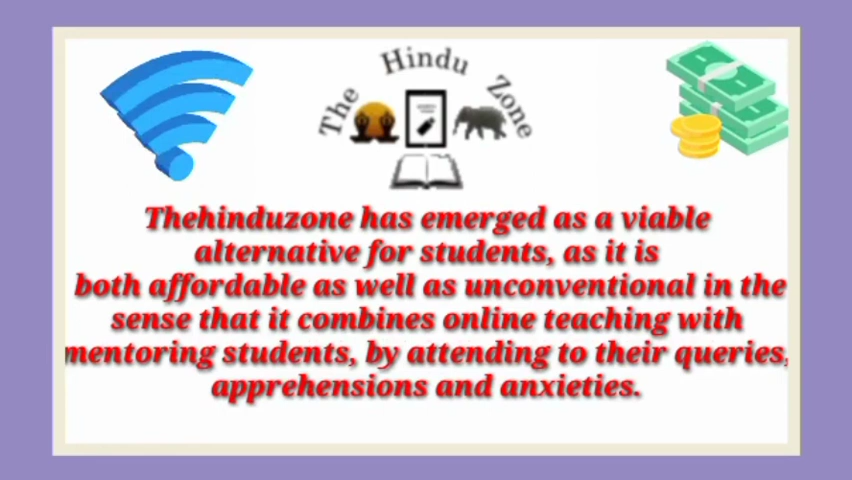 The Hindu Zone
Thehinduzone has emerged as a viable
alternative for students, as it is
both affordable as well as unconventional in the
sense that it combines online teaching with
mentoring students, by attending to their queries,
apprehensions and anxieties.